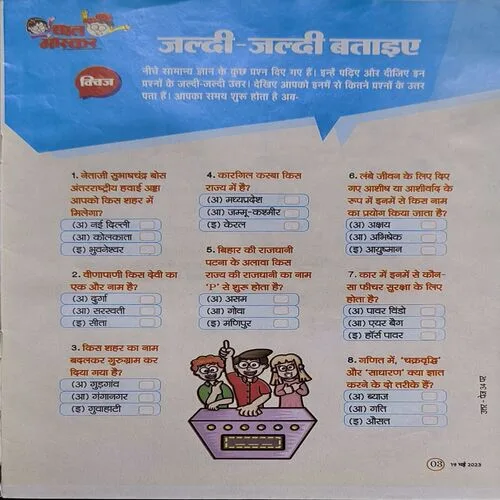 बाल
भास्कर
जल्दी-जल्दी बताइए
क्विज
नीचे सामान्य ज्ञान के कुछ प्रश्न दिए गए हैं। इन्हें पढ़िए और दीजिए इन
प्रश्नों के जल्दी-जल्दी उत्तर। देखिए आपको इनमें से कितने प्रश्नों के उत्तर
पता हैं। आपका समय शुरू होता है अब-
1. नेताजी सुभाषचंद्र बोस
अंतरराष्ट्रीय हवाई अड्डा
आपको किस शहर में
मिलेगा?
(अ) नई दिल्ली
(आ) कोलकाता
(इ) भुवनेश्वर
2. वीणापाणी किस देवी का
एक और नाम है?
(अ) दुर्गा
(आ) सरस्वती
(इ) सीता
3. किस शहर का नाम
बदलकर गुरुग्राम कर
दिया गया है?
(अ) गुड़गांव
(आ) गंगानगर
(इ) गुवाहाटी
4. कारगिल कस्बा किस
राज्य में है?
(अ) मध्यप्रदेश
(आ) जम्मू-कश्मीर
(इ) केरल
5. बिहार की राजधानी
पटना के अलावा किस
राज्य की राजधानी का नाम
'P' से शुरू होता है?
(अ) असम
(आ) गोवा
(इ) मणिपुर
6. लंबे जीवन के लिए दिए
गए आशीष या आशीर्वाद के
रूप में इनमें से किस नाम
का प्रयोग किया जाता है?
(अ) अक्षय
(आ) अभिषेक
(इ) आयुष्मान
7. कार में इनमें से कौन-
सा फीचर सुरक्षा के लिए
होता है?
(अ) पावर विंडो
(आ) एयर बैग
(इ) हॉर्स पावर
8. गणित में, 'चक्रवृद्धि'
और 'साधारण' क्या ज्ञात
करने के दो तरीके हैं?
(अ) ब्याज
(आ) गति
(इ) औसत
03 19 मई 2023